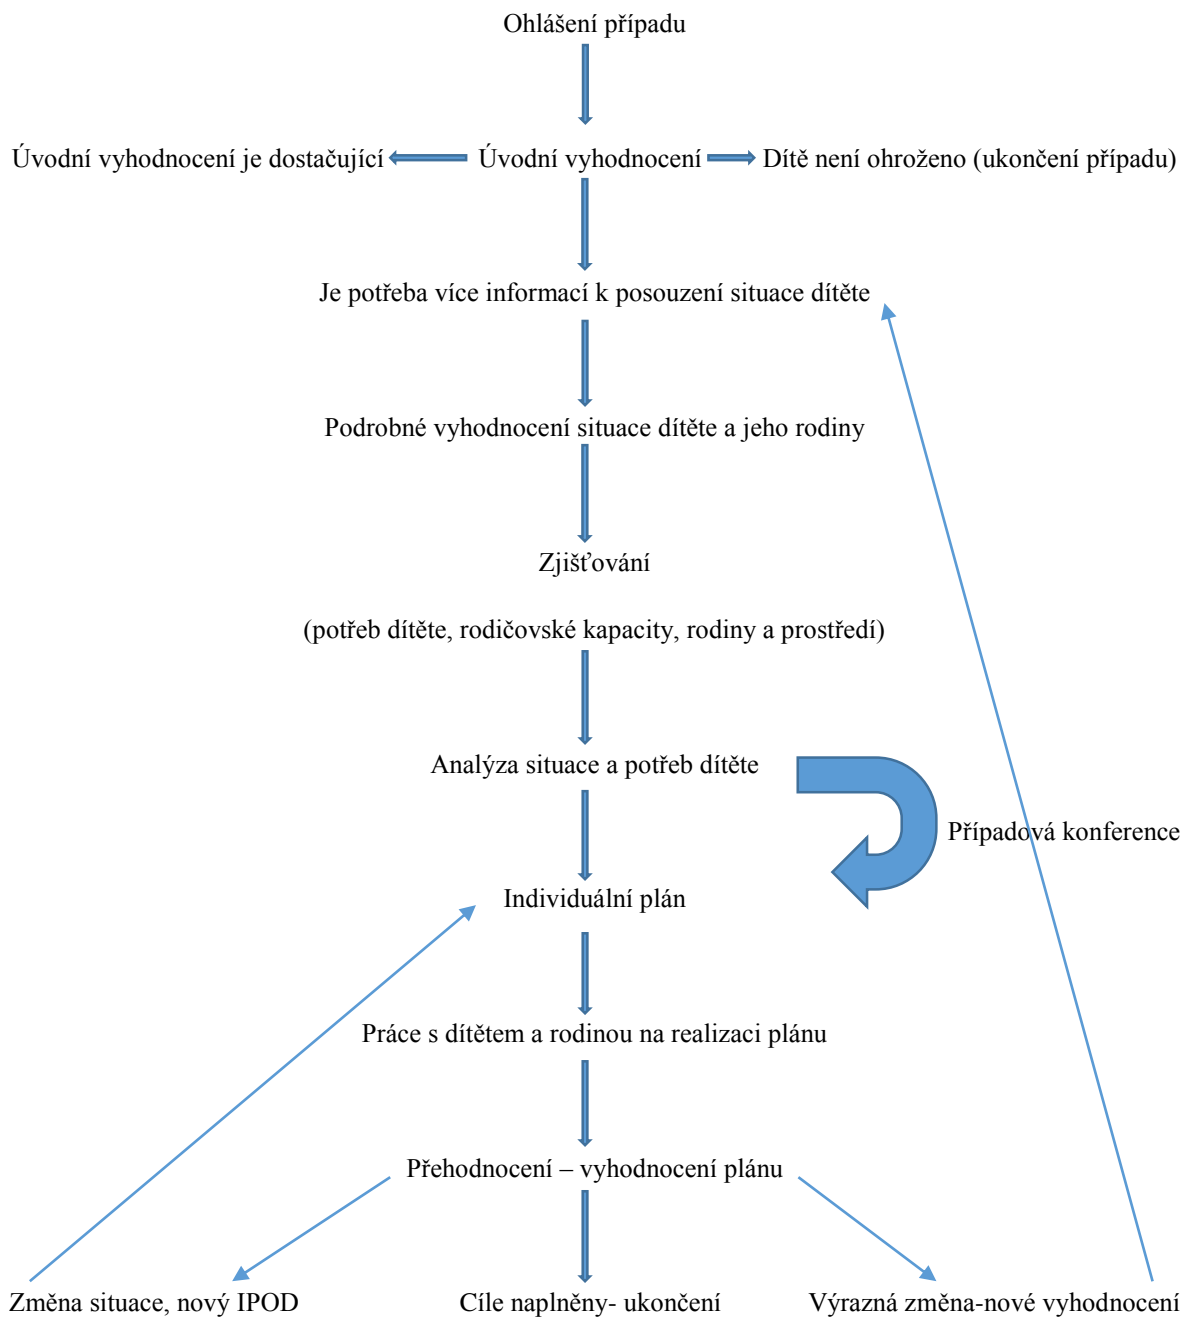 Ohlášení případu
Úvodní vyhodnocení je dostačující
Úvodní vyhodnocení
Dítě není ohroženo (ukončení případu)
Je potřeba více informací k posouzení situace dítěte
Podrobné vyhodnocení situace dítěte a jeho rodiny
Zjišťování
(potřeb dítěte, rodičovské kapacity, rodiny a prostředí)
Analýza situace a potřeb dítěte
Případová konference
Individuální plán
Práce s dítětem a rodinou na realizaci plánu
Přehodnocení – vyhodnocení plánu
Změna situace, nový IPOD
Cíle naplněny- ukončení
Výrazná změna-nové vyhodnocení